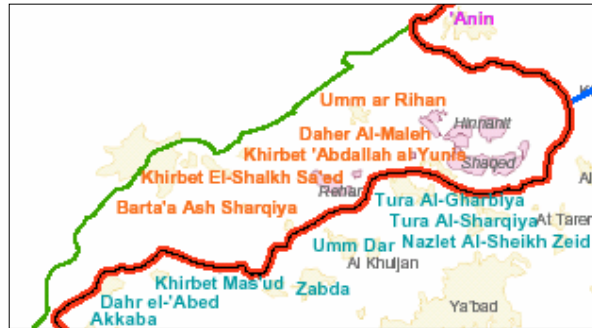 'Anin
Umm ar Rihan
Hinnanit
Daher Al-Maleh
Khirbet 'Abdallah al Yunis
Shaqed
Khirbet El-Shaikh Sa'ed
Rehan
Tura Al-Gharbiya
Barta'a Ash Sharqiya
Tura Al-Sharqiya
At Tarem
Umm Dar
Nazlet Al-Sheikh Zeid
Al Khuljan
Khirbet Mas'ud
Zabda
Dahr el-'Abed
Ya'bad
Akkaba